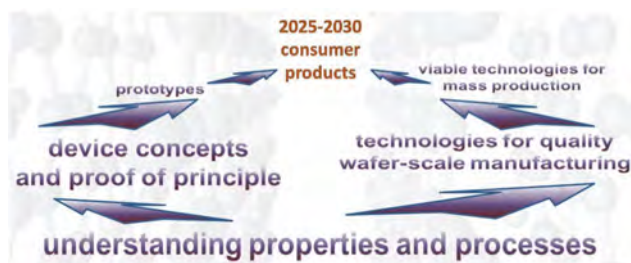 2025-2030
consumer
products
prototypes
viable technologies for
mass production
device concepts
and proof of principle
technologies for quality
wafer-scale manufacturing
understanding properties and processes